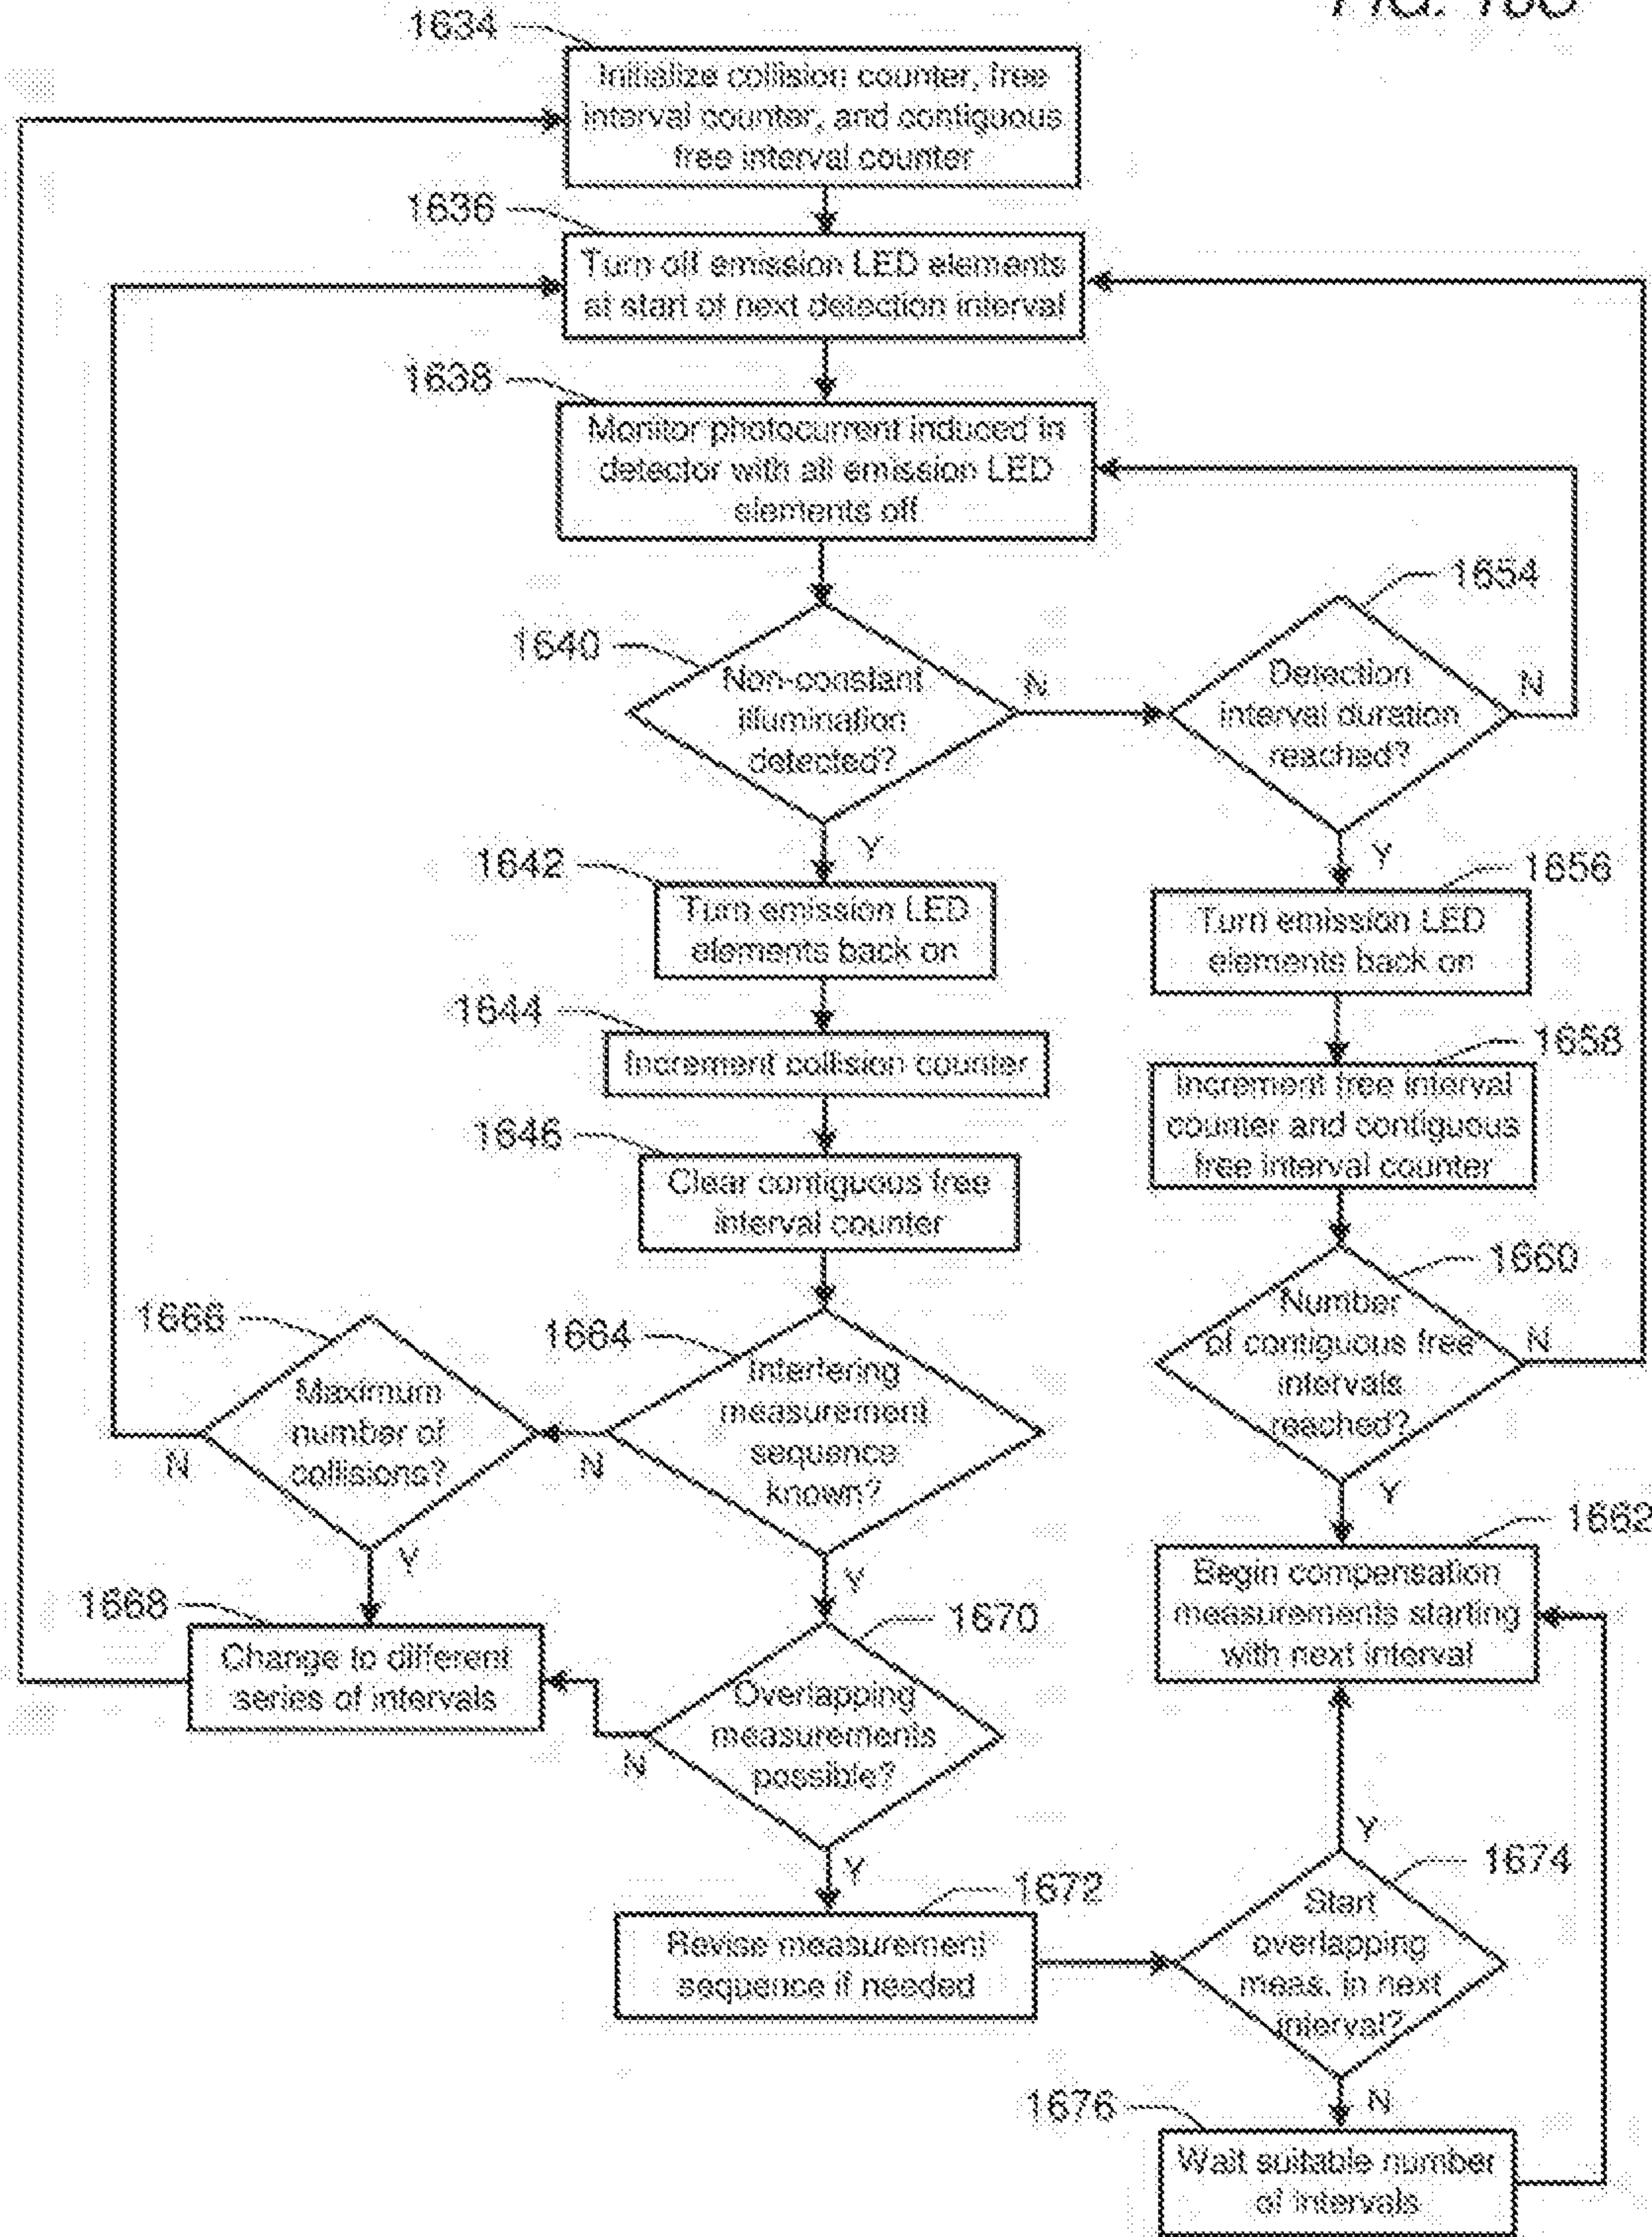 1634
Initialize collision counter, free
interval counter, and contiguous
free interval counter
1636
Turn off emission LED elements
at start of next detection interval
1638
Monitor photocurrent induced in
detector with all emission LED
elements off
1640
Non-constant
illumination
detected?
N
Y
1654
Detection
interval duration
reached?
N
Y
1642
Turn emission LED
elements back on
1656
Turn emission LED
elements back on
1644
Increment collision counter
1658
Increment free interval
counter and contiguous
free interval counter
1646
Clear contiguous free
interval counter
1660
Number
of contiguous free
intervals
reached?
N
Y
1664
Interfering
measurement
sequence
known?
N
Y
1666
Maximum
number of
collisions?
N
Y
1662
Begin compensation
measurements starting
with next interval
1668
Change to different
series of intervals
1670
Overlapping
measurements
possible?
N
Y
1672
Revise measurement
sequence if needed
1674
Start
overlapping
meas. in next
interval?
Y
N
1676
Wait suitable number
of intervals